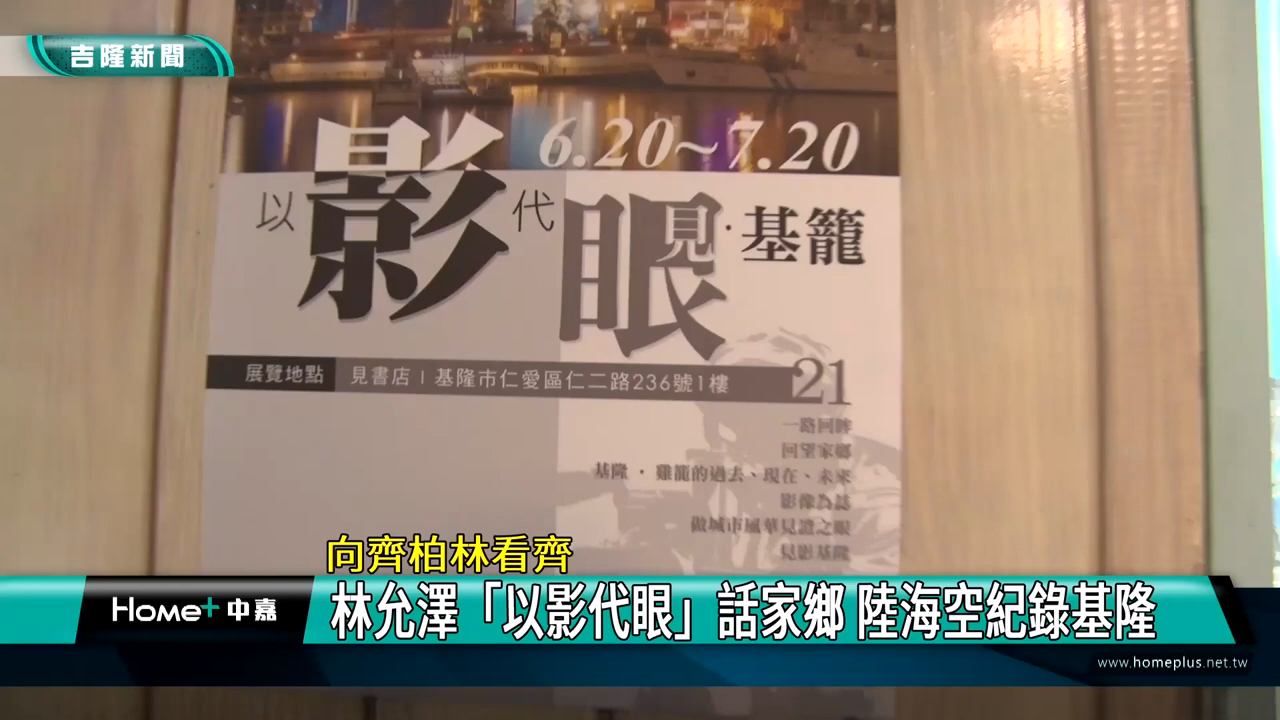 吉隆新聞
6.20~7.20
以影代眼·基籠
見
展覽地點 見書店 | 基隆市仁愛區仁二路236號1樓
21
一路回眸
回望家鄉
基隆・雞籠的過去、現在、未來
影像為誌
做城市風華見證之眼
見影基隆
向齊柏林看齊
Home+中嘉 林允澤「以影代眼」話家鄉 陸海空紀錄基隆
www.homeplus.net.tw